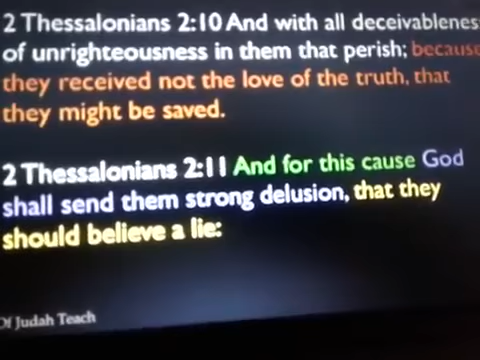 2 Thessalonians 2:10 And with all deceivablenes
of unrighteousness in them that perish; because
they received not the love of the truth, that
they might be saved.
2 Thessalonians 2:11 And for this cause God
shall send them strong delusion, that they
should believe a lie:
Of Judah Teach